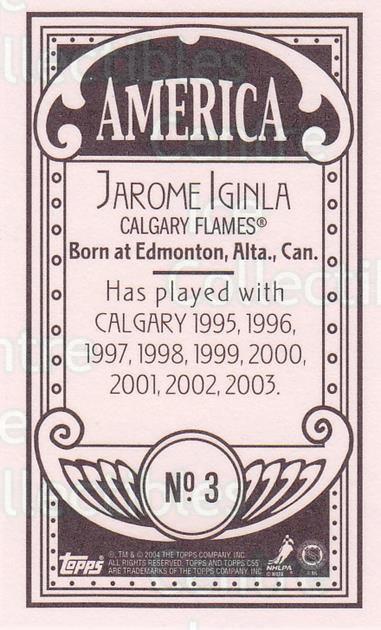 AMERICA
JAROME IGINLA
CALGARY FLAMES®
Born at Edmonton, Alta., Can.
Has played with
CALGARY 1995, 1996,
1997, 1998, 1999, 2000,
2001, 2002, 2003.
Nº 3
topps
®, TM & © 2004 THE TOPPS COMPANY, INC.
ALL RIGHTS RESERVED. TOPPS AND TOPPS C55
ARE TRADEMARKS OF THE TOPPS COMPANY, INC.
NHLPA